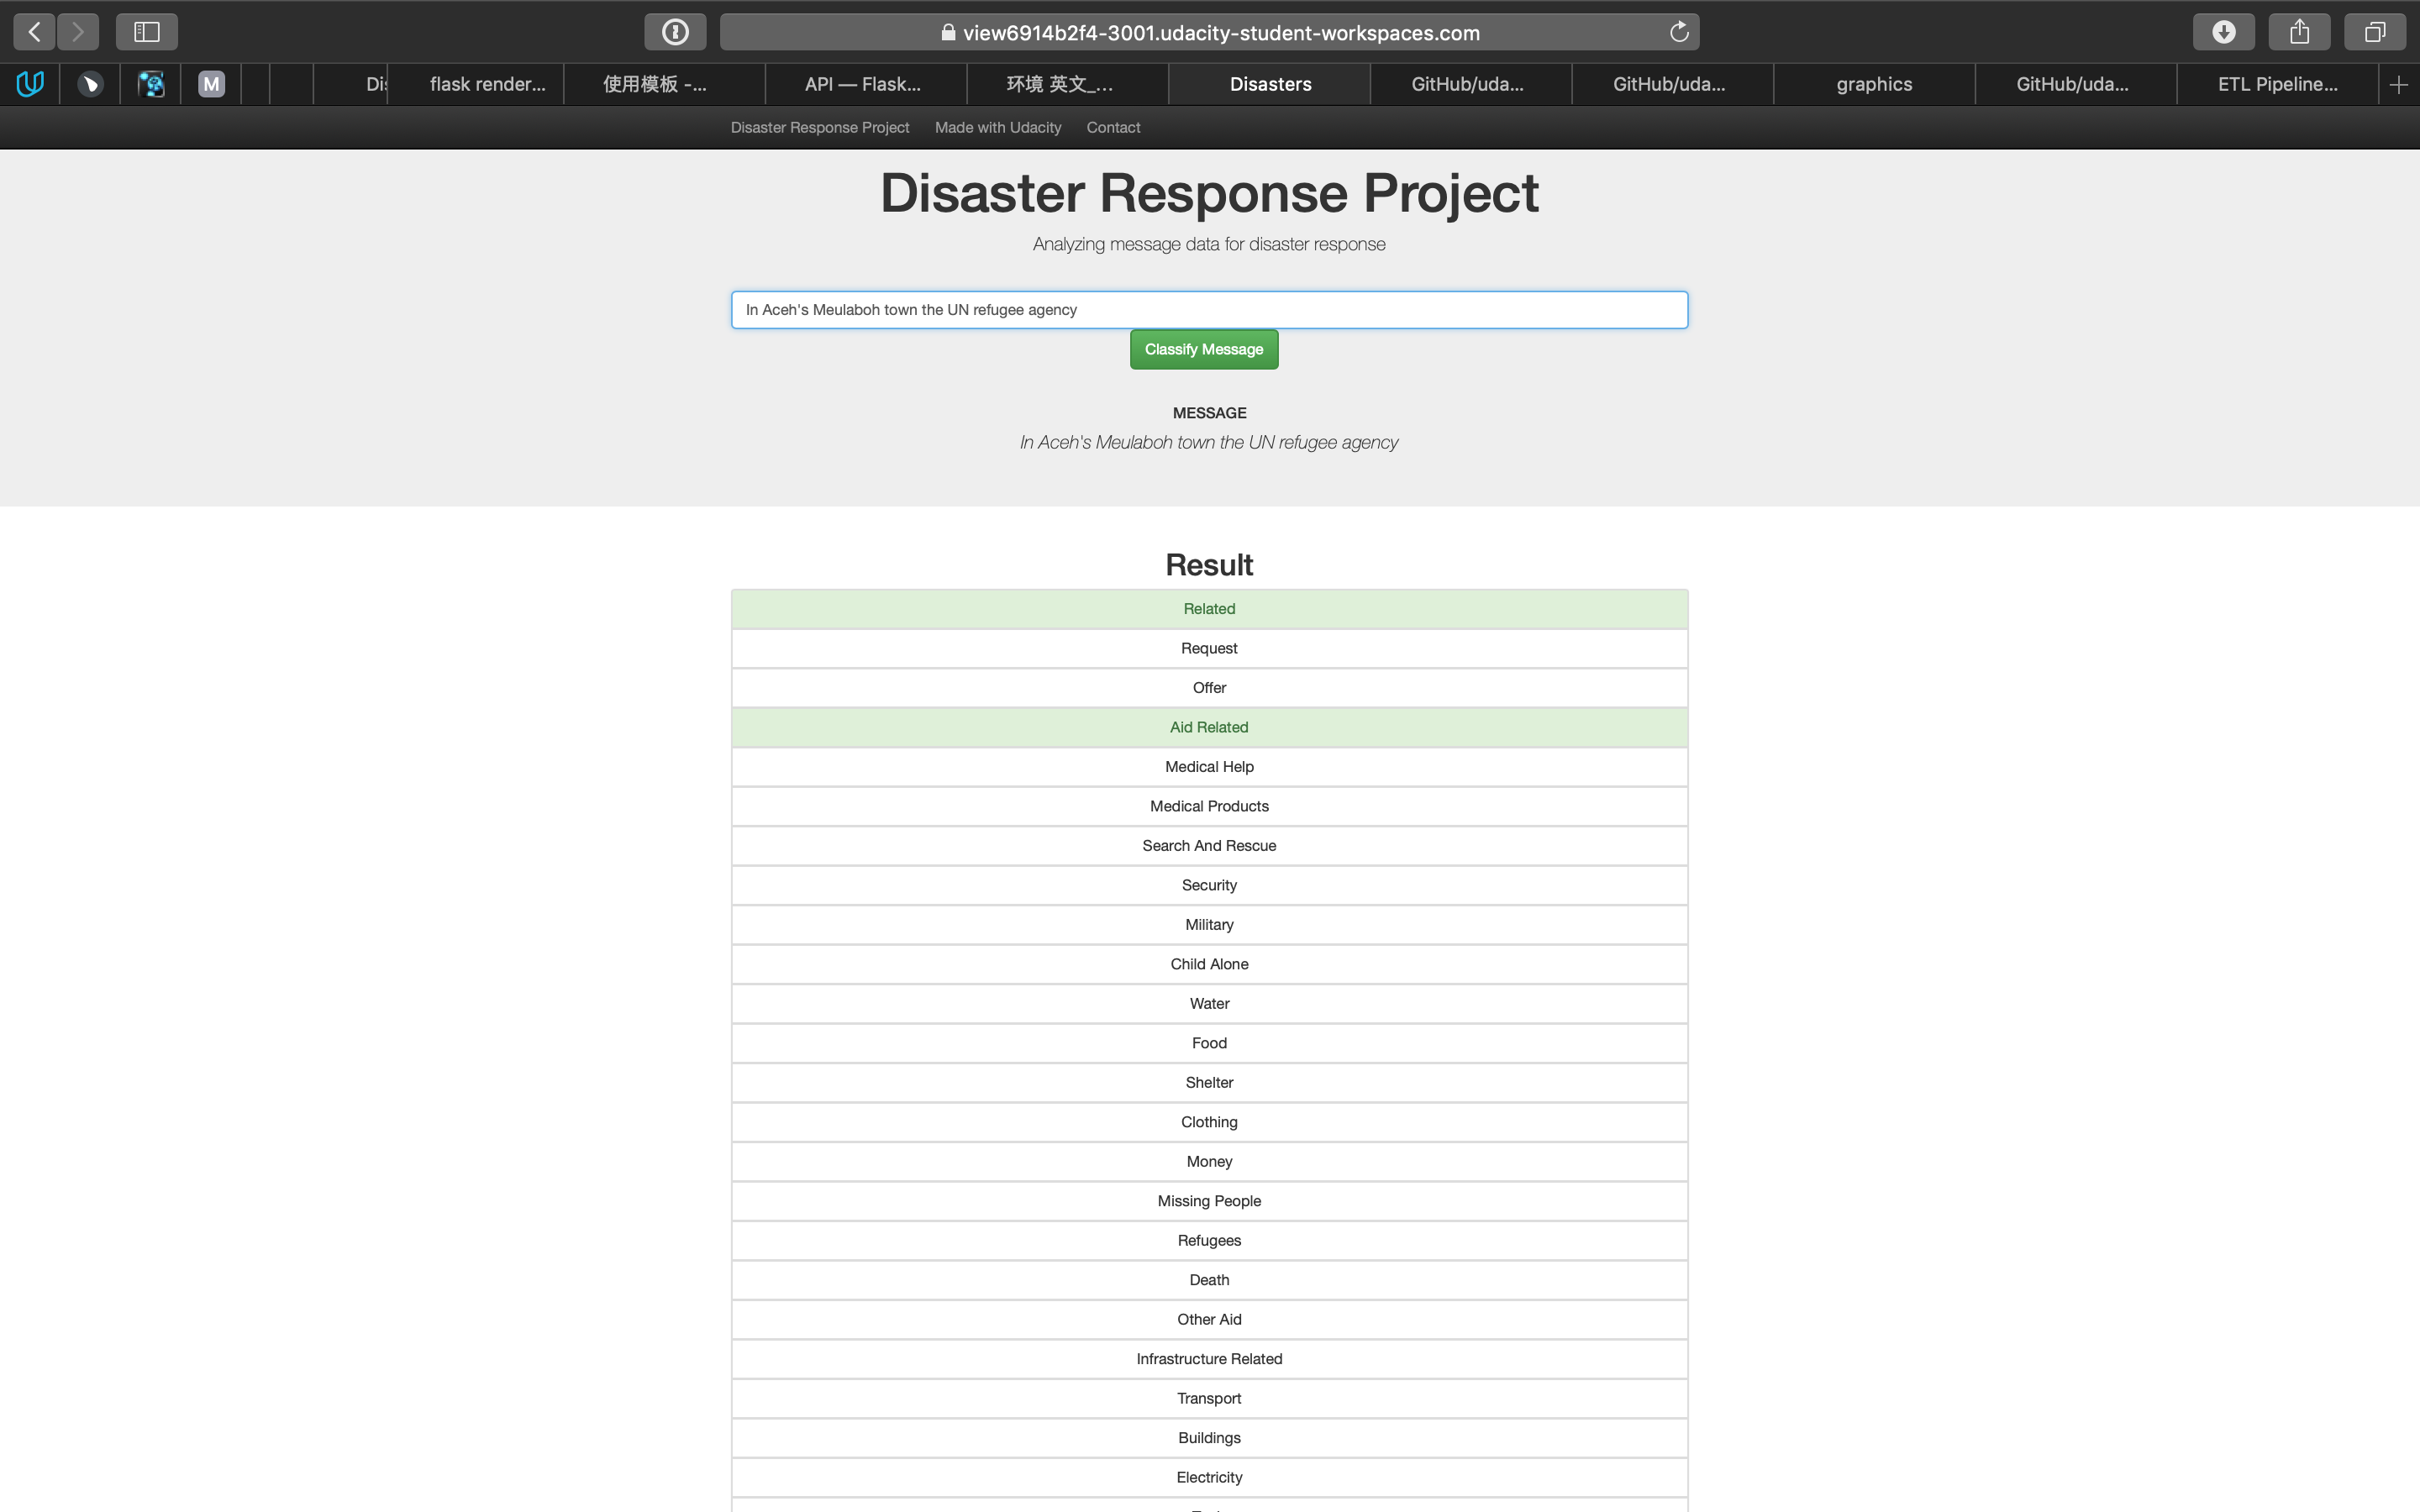 view6914b2f4-3001.udacity-student-workspaces.com
M
flask render...
使用模板 -...
API — Flask...
环境 英文_...
Disasters
GitHub/uda...
GitHub/uda...
graphics
GitHub/uda...
ETL Pipeline...
Disaster Response Project Made with Udacity Contact
Disaster Response Project
Analyzing message data for disaster response
In Aceh's Meulaboh town the UN refugee agency
Classify Message
MESSAGE
In Aceh's Meulaboh town the UN refugee agency
Result
Related
Request
Offer
Aid Related
Medical Help
Medical Products
Search And Rescue
Security
Military
Child Alone
Water
Food
Shelter
Clothing
Money
Missing People
Refugees
Death
Other Aid
Infrastructure Related
Transport
Buildings
Electricity